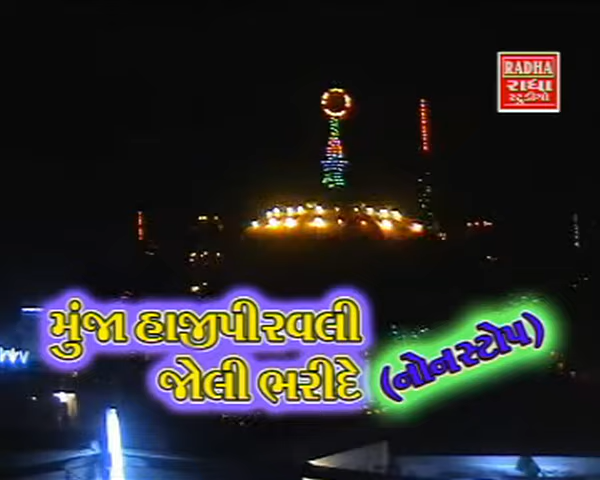 RADHA
રાધા
સ્ટુડીયો
મુંજા હાજીપીરવલી
જોલી ભરીદે
(નોનસ્ટોપ)